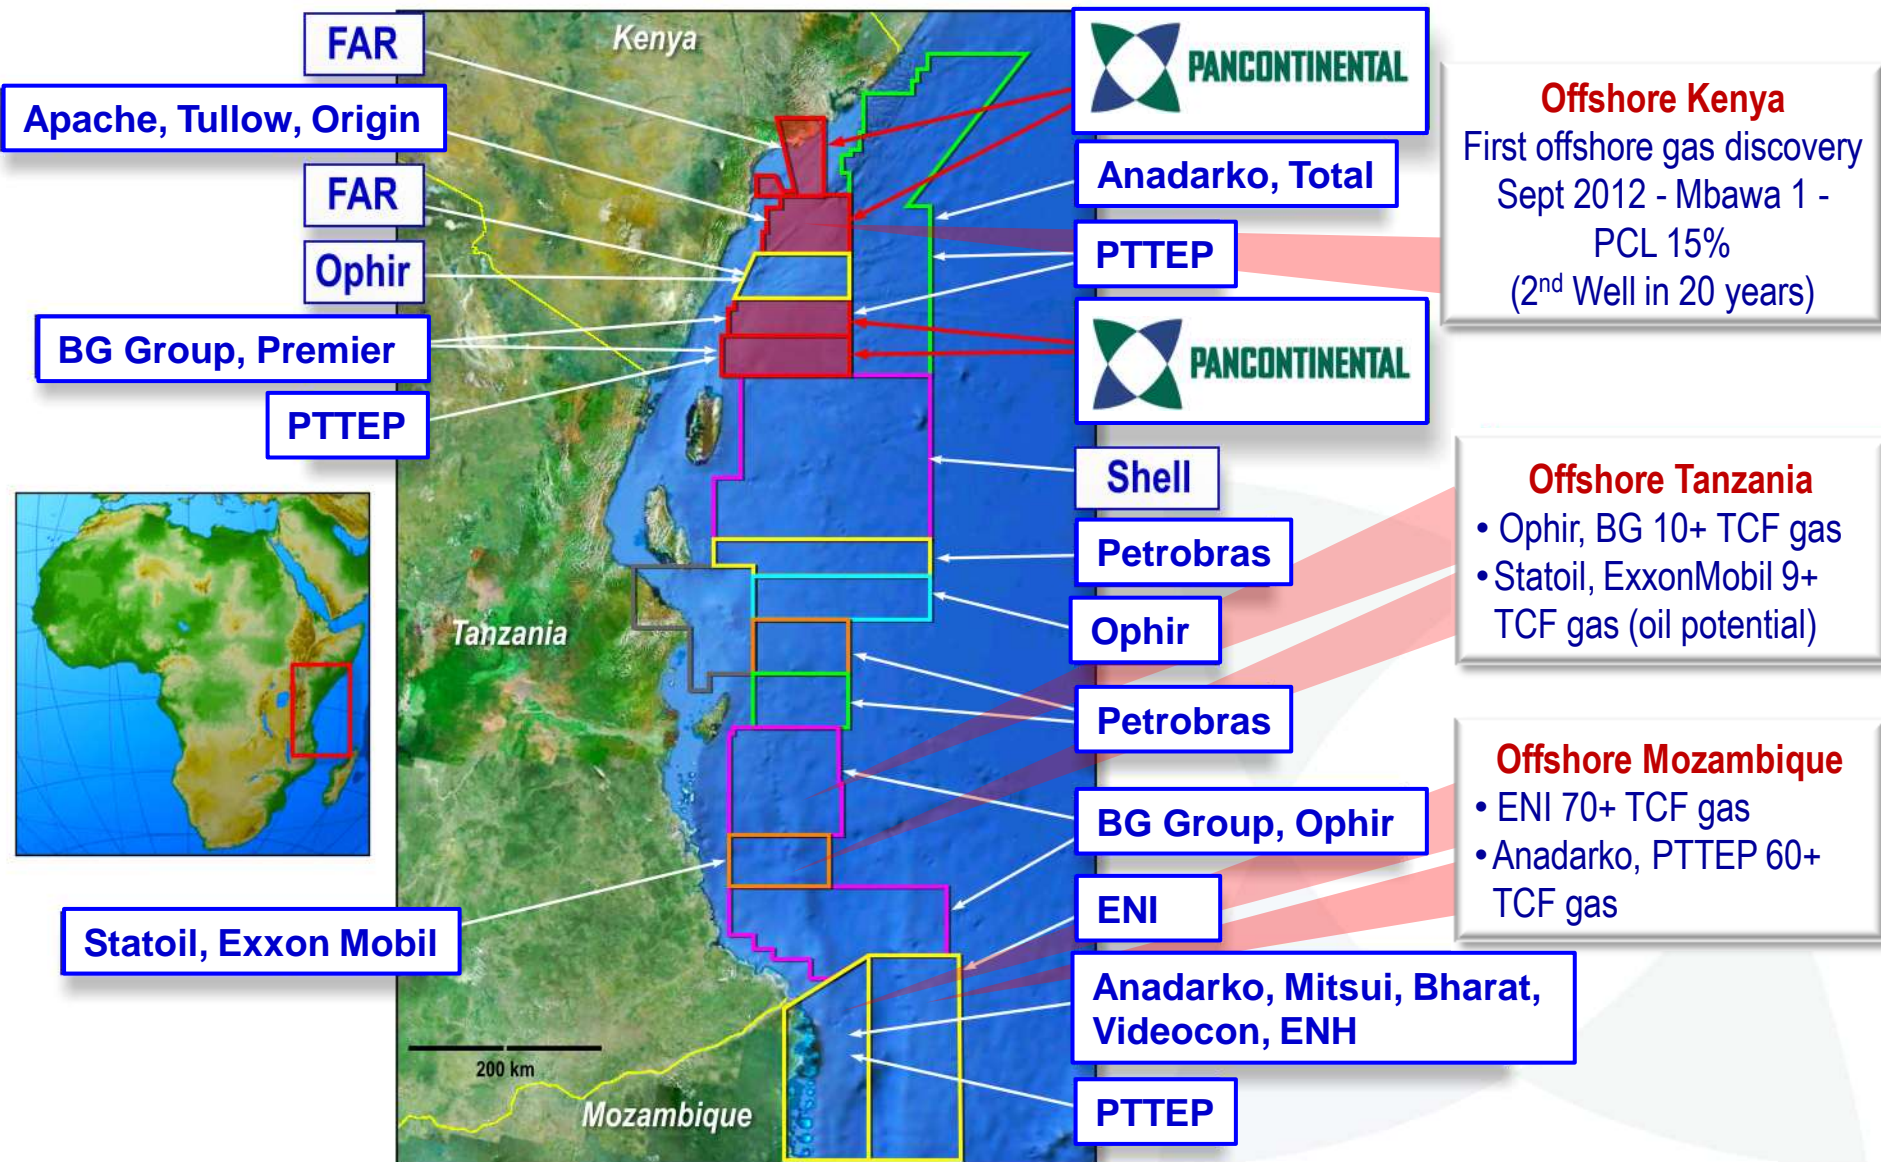 FAR
Apache, Tullow, Origin
FAR
Ophir
BG Group, Premier
PTTEP
Statoil, Exxon Mobil
Kenya
Tanzania
200 km
Mozambique
PANCONTINENTAL
Anadarko, Total
PTTEP
PANCONTINENTAL
Shell
Petrobras
Ophir
Petrobras
BG Group, Ophir
ENI
Anadarko, Mitsui, Bharat,
Videocon, ENH
PTTEP
Offshore Kenya
First offshore gas discovery
Sept 2012 - Mbawa 1 -
PCL 15%
(2nd Well in 20 years)
Offshore Tanzania
• Ophir, BG 10+ TCF gas
• Statoil, ExxonMobil 9+
TCF gas (oil potential)
Offshore Mozambique
• ENI 70+ TCF gas
• Anadarko, PTTEP 60+
TCF gas